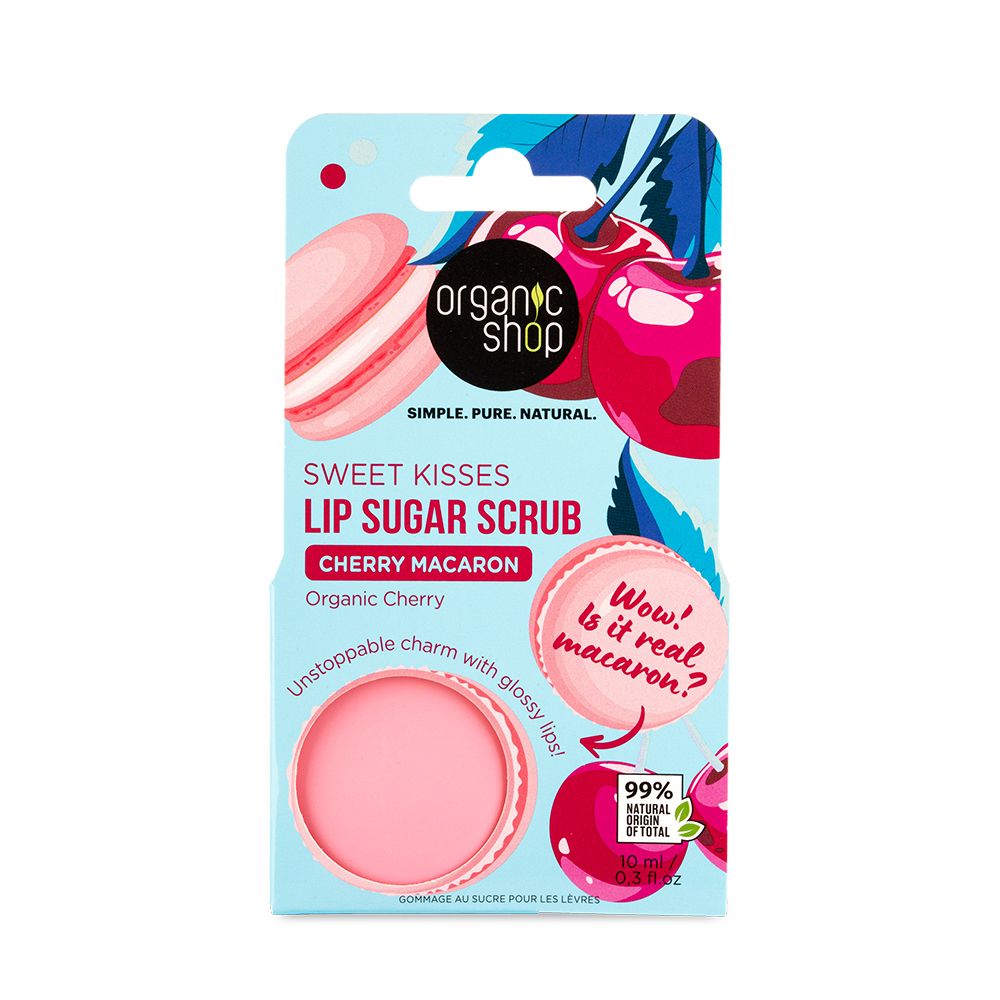 organic
shop
SIMPLE. PURE. NATURAL.
SWEET KISSES
LIP SUGAR SCRUB
CHERRY MACARON
Organic Cherry
Wow!
Is it real
macaron?
Unstoppable charm with glossy lips!
99%
NATURAL
ORIGIN
OF TOTAL
10 ml /
0,3 fl.oz
GOMMAGE AU SUCRE POUR LES LÈVRES